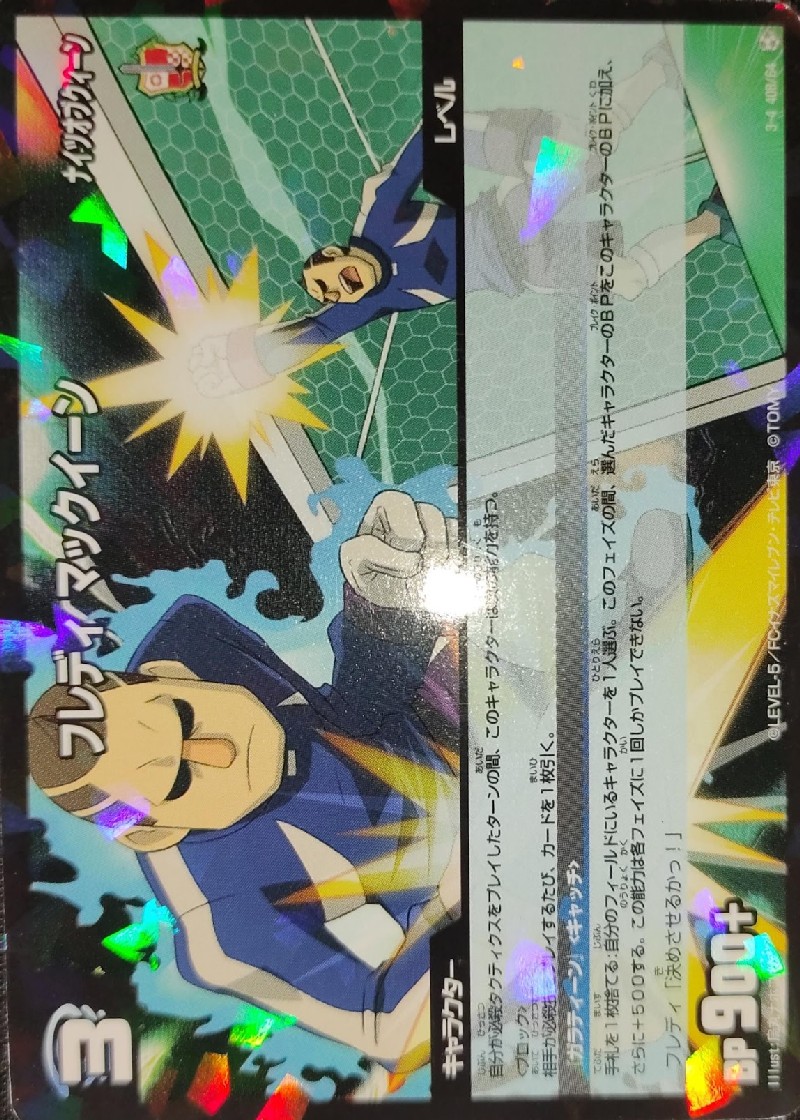 3
フレディ マックイーン
ナイツオブクィーン
キャラクター
レベル
自分が必殺タクティクスをプレイしたターンの間、このキャラクターは
能力を持つ。
<ブロック>
相手が必殺
プレイするたび、カードを1枚引く。
「ガラティーン」<キャッチ>
手札を1枚捨てる:自分のフィールドにいるキャラクターを1人選ぶ。このフェイズの間、選んだキャラクターのBPをこのキャラクターのBPに加え、
さらに+500する。この能力は各フェイズに1回しかプレイできない。
フレディ「決めさせるかっ!」
BP 900+
©LEVEL-5/FCイナズマイレブン・テレビ東京 ©TOMY
3-4 408/64